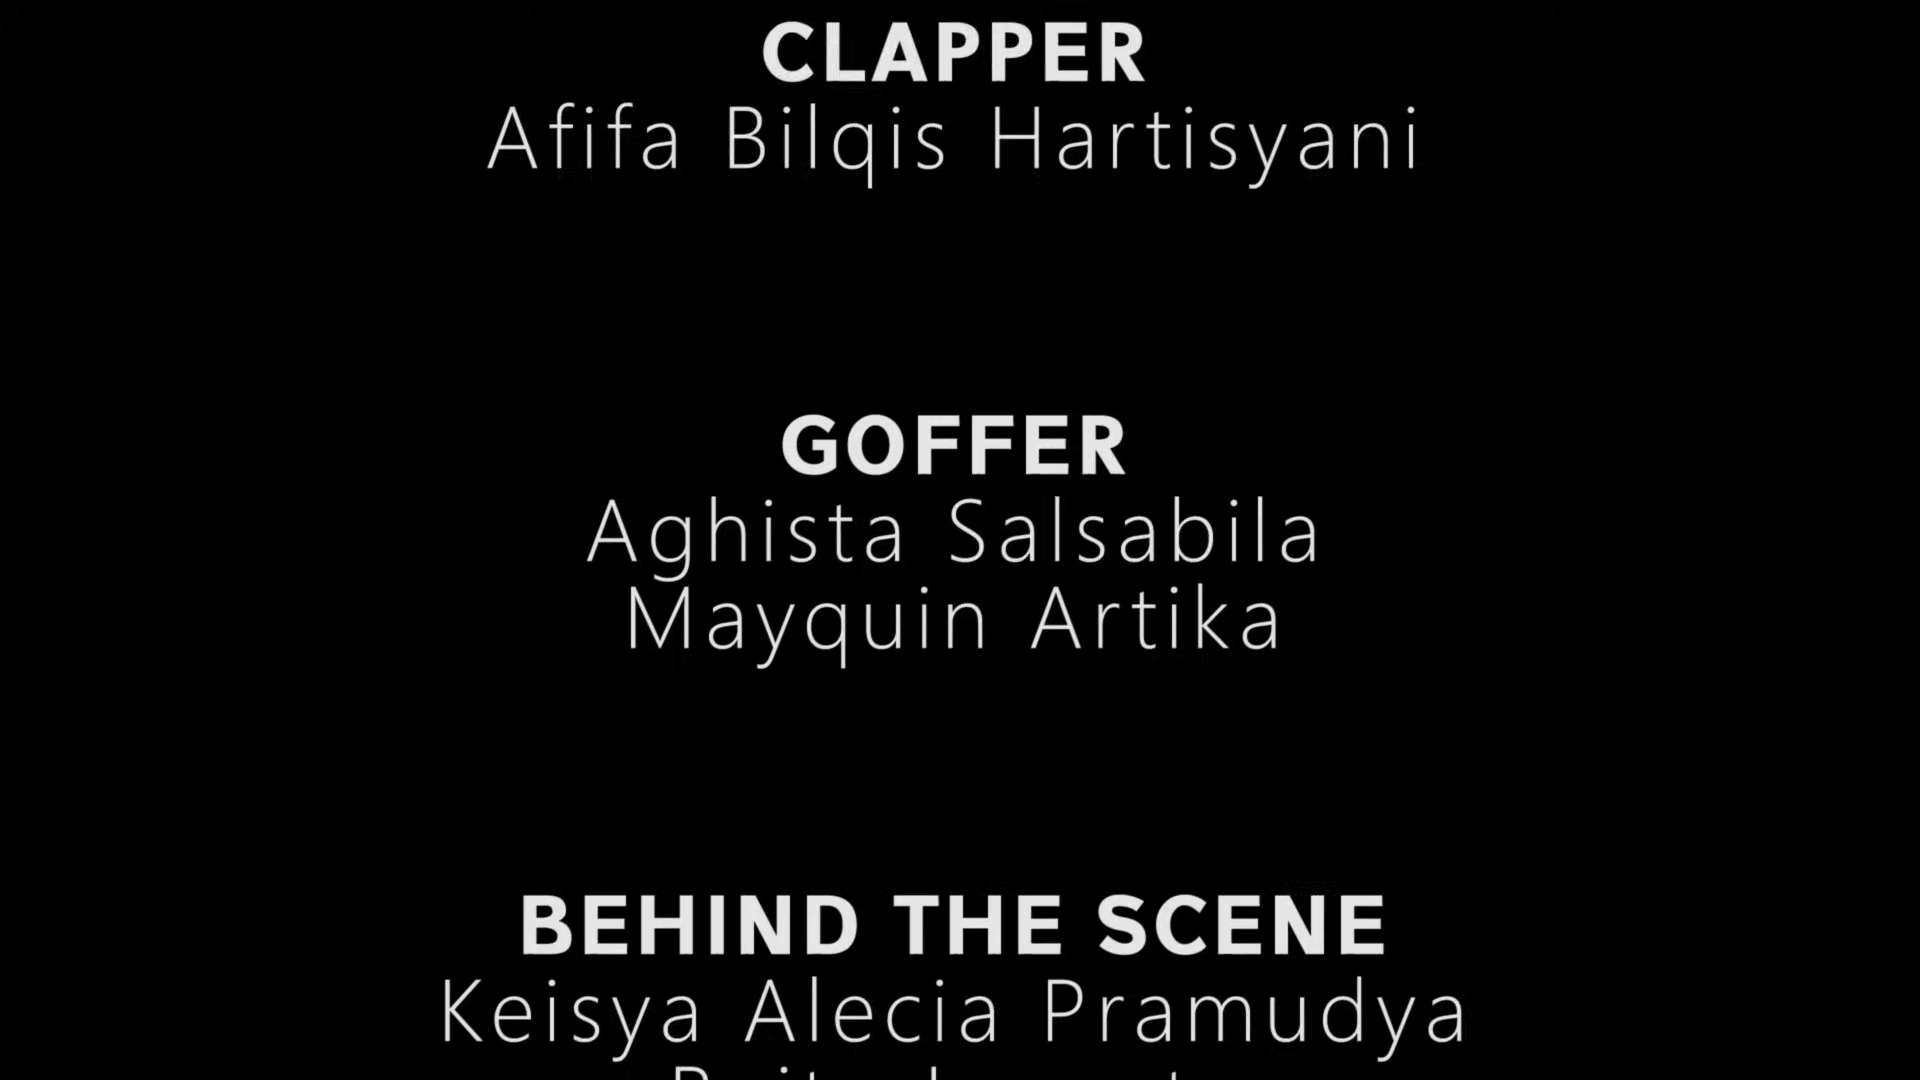 CLAPPER
Afifa Bilqis Hartisyani
GOFFER
Aghista Salsabila
Mayquin Artika
BEHIND THE SCENE
Keisya Alecia Pramudya